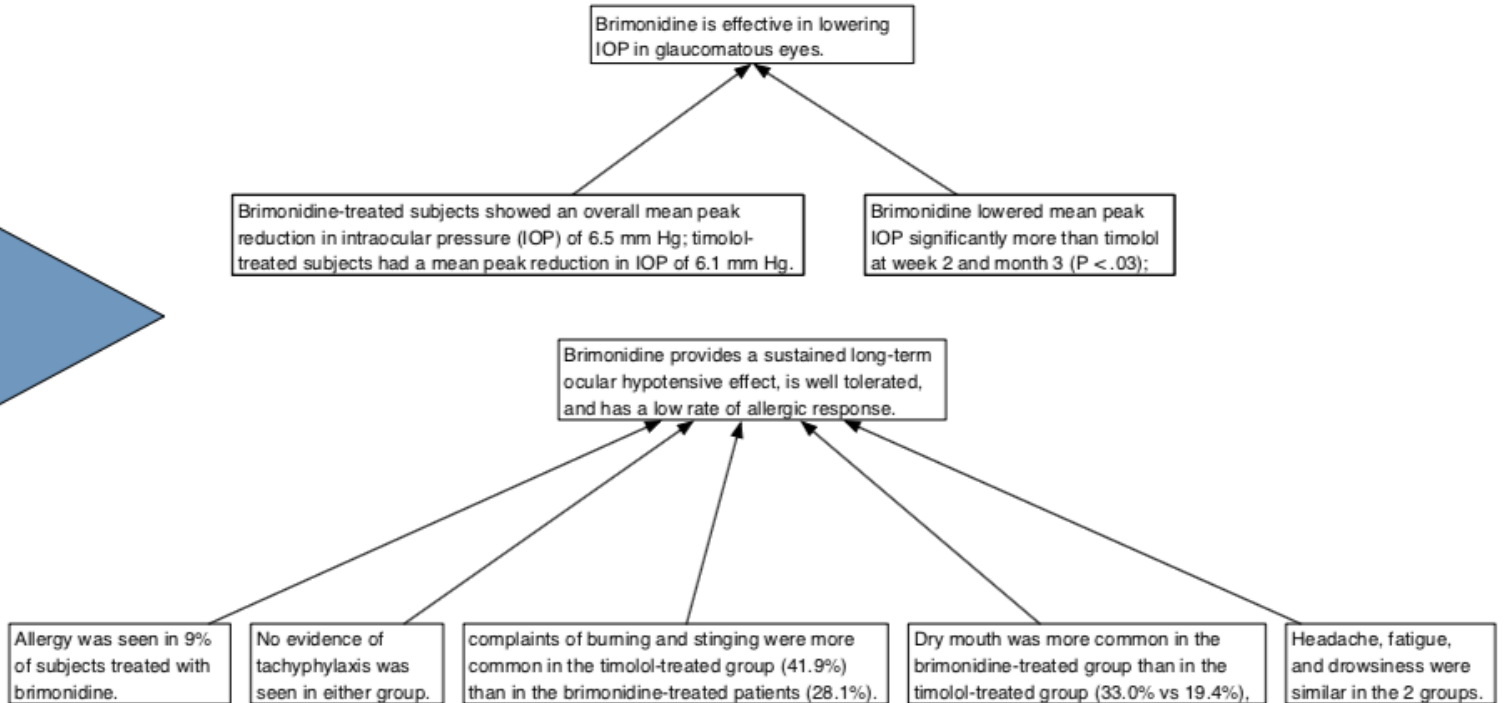 Brimonidine is effective in lowering
IOP in glaucomatous eyes.
Brimonidine-treated subjects showed an overall mean peak
reduction in intraocular pressure (IOP) of 6.5 mm Hg; timolol-
treated subjects had a mean peak reduction in IOP of 6.1 mm Hg.
Brimonidine lowered mean peak
IOP significantly more than timolol
at week 2 and month 3 (P <.03);
Brimonidine provides a sustained long-term
ocular hypotensive effect, is well tolerated,
and has a low rate of allergic response.
Allergy was seen in 9%
of subjects treated with
brimonidine.
No evidence of
tachyphylaxis was
seen in either group.
complaints of burning and stinging were more
common in the timolol-treated group (41.9%)
than in the brimonidine-treated patients (28.1%).
Dry mouth was more common in the
brimonidine-treated group than in the
timolol-treated group (33.0% vs 19.4%),
Headache, fatigue,
and drowsiness were
similar in the 2 groups.